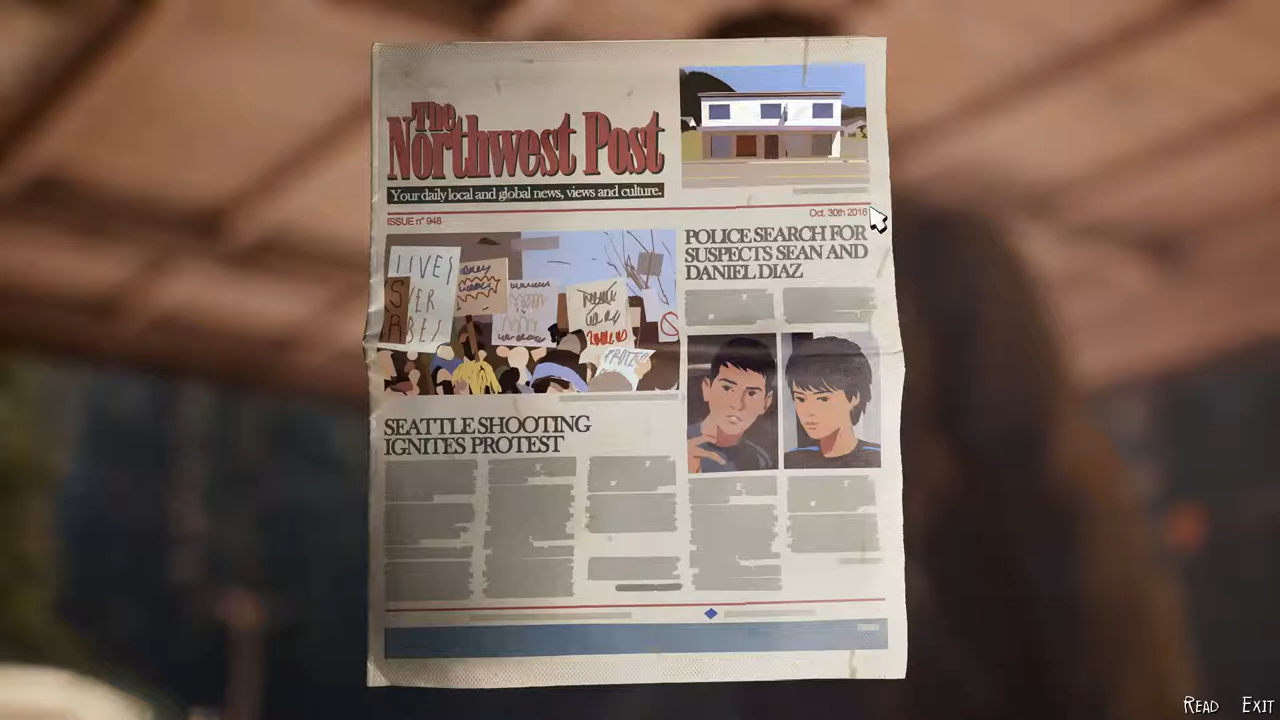 The
Northwest Post
Your daily local and global news, views and culture.
ISSUE n° 948
Oct. 30th 2016
LIVES
POLICE SEARCH FOR
SUSPECTS SEAN AND
DANIEL DIAZ
SEATTLE SHOOTING
IGNITES PROTEST
READ EXIT